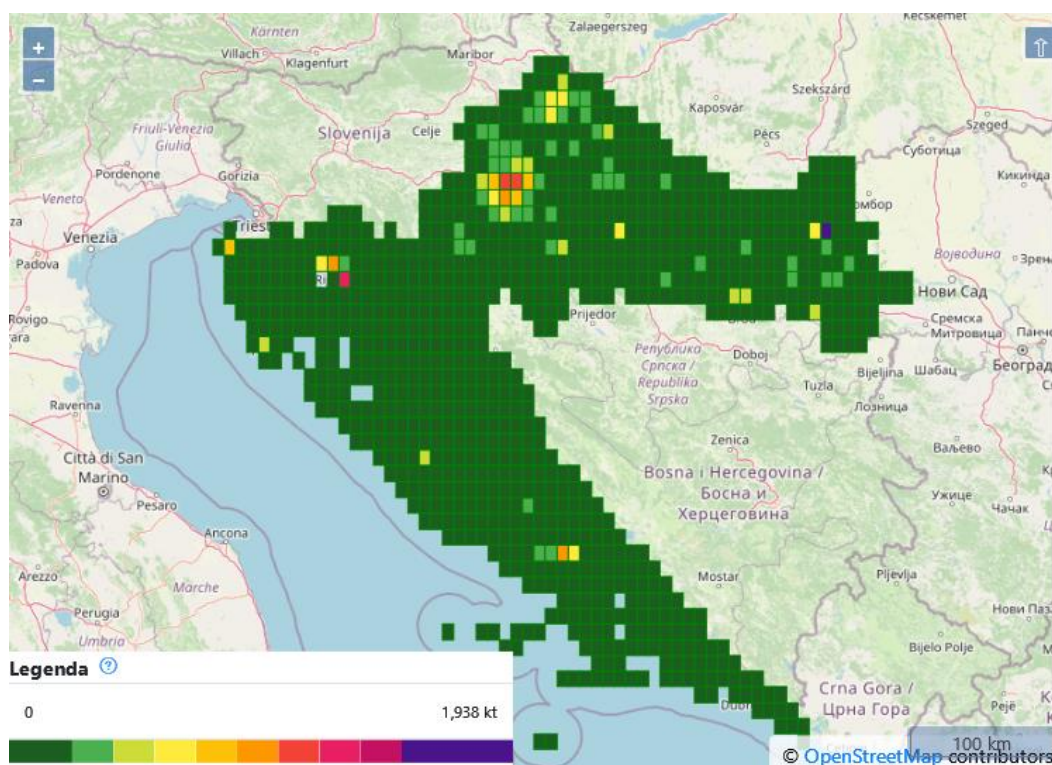 Kecskemét
Zalaegerszeg
+
−
⇧
Kärnten
Villach
Klagenfurt
Maribor
Szekszárd
Kaposvár
Slovenija
Celje
Friuli-Venezia
Giulia
Pécs
Szeged
Суботица
Pordenone
Gorizia
Кикинда
Veneto
Trieste
Venezia
Padova
Војводина
Ri
Нови Сад
Rovigo
Сремска
Митровица
Prijedor
Република
Српска /
Republika
Srpska
Doboj
Bijeljina
Шабац
Београд
Tuzla
Ravenna
Лозница
Zenica
Ваљево
Città di San
Marino
Bosna i Hercegovina /
Босна и
Херцеговина
Pesaro
Ужице
Чачак
Ancona
Arezzo
Marche
Mostar
Pljevlja
Perugia
Umbria
Bijelo Polje
Legenda ?
0
1,938 kt
Crna Gora /
Црна Гора
Pejë
100 km
© OpenStreetMap contributors